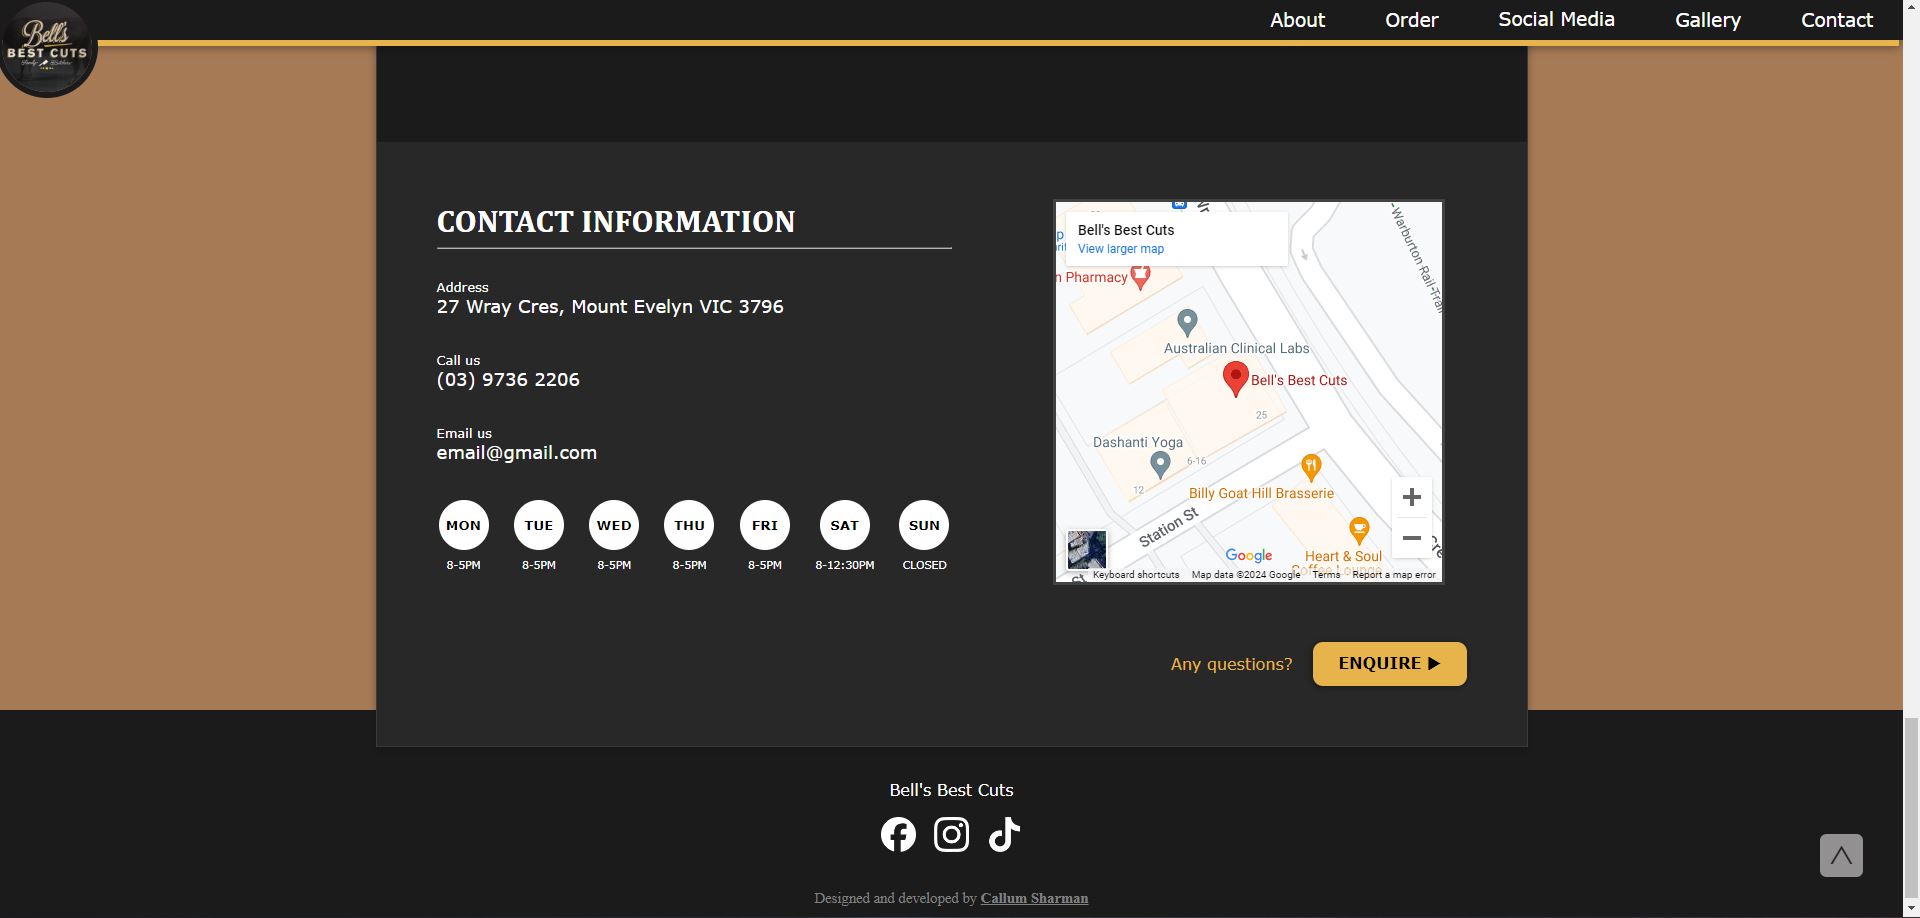 Bell's
BEST CUTS
About
Order
Social Media
Gallery
Contact
CONTACT INFORMATION
Address
27 Wray Cres, Mount Evelyn VIC 3796
Call us
(03) 9736 2206
Email us
email@gmail.com
MON TUE WED THU FRI SAT SUN
8-5PM 8-5PM 8-5PM 8-5PM 8-5PM 8-12:30PM CLOSED
Bell's Best Cuts
View larger map
n Pharmacy
Warburton Rail Trail
Australian Clinical Labs
Bell's Best Cuts
25
Dashanti Yoga
6-16
12
Billy Goat Hill Brasserie
Station St
Google
Heart & Soul
Coffee Lounge
St
Keyboard shortcuts
Map data ©2024 Google
Terms
Report a map error
Any questions?
ENQUIRE ▶
Bell's Best Cuts
Designed and developed by Callum Sharman